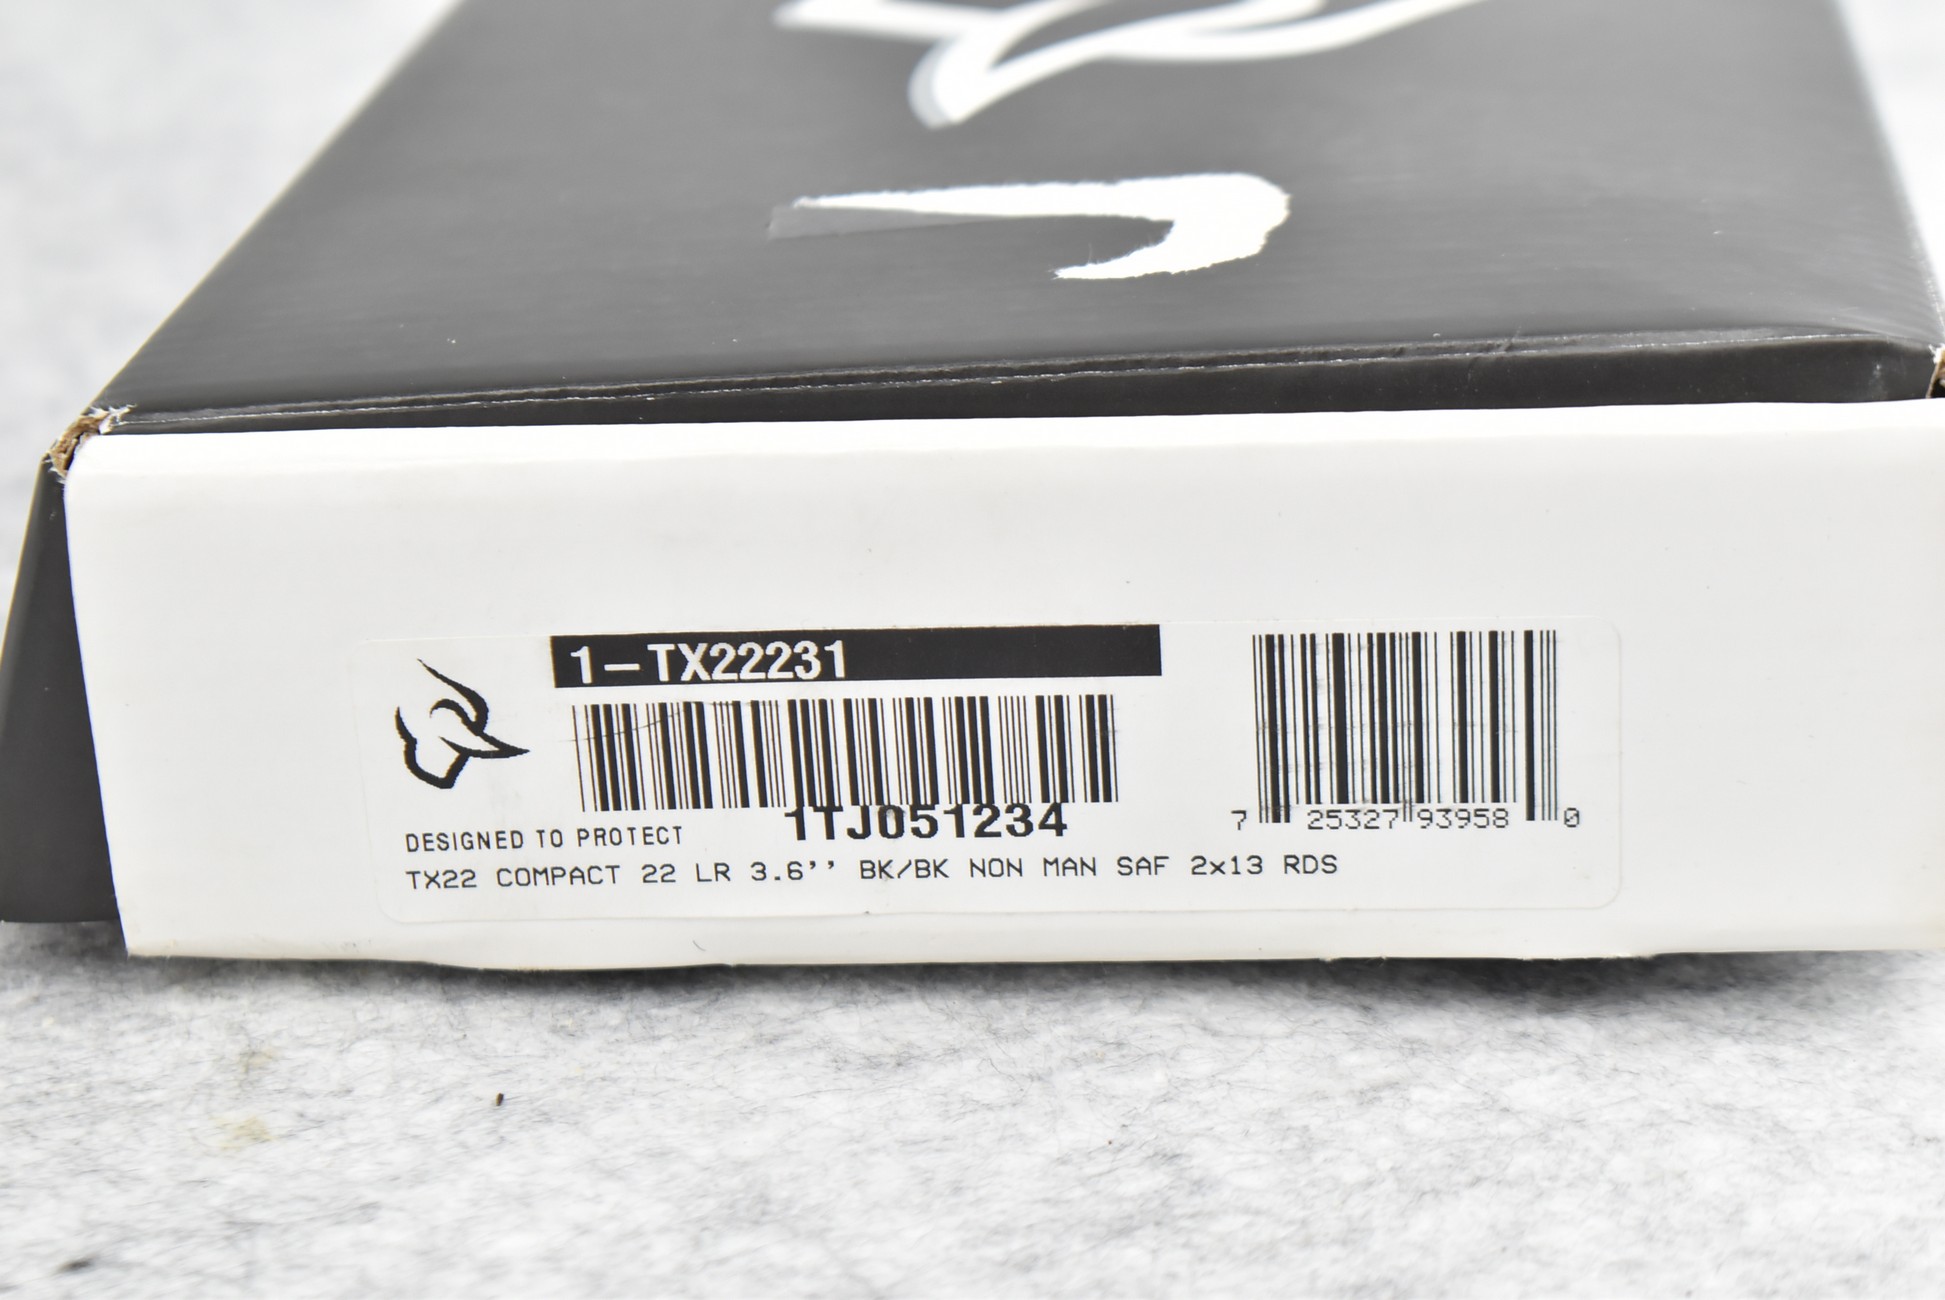 1-TX22231
1TJ051234
7 25327 93958 0
DESIGNED TO PROTECT
TX22 COMPACT 22 LR 3.6'' BK/BK NON MAN SAF 2x13 RDS